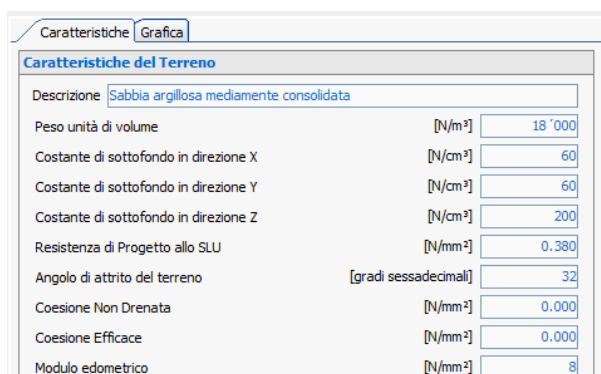 Caratteristiche Grafica
Caratteristiche del Terreno
Descrizione Sabbia argillosa mediamente consolidata
Peso unità di volume [N/m³] 18´000
Costante di sottofondo in direzione X [N/cm³] 60
Costante di sottofondo in direzione Y [N/cm³] 60
Costante di sottofondo in direzione Z [N/cm³] 200
Resistenza di Progetto allo SLU [N/mm²] 0.380
Angolo di attrito del terreno [gradi sessadecimali] 32
Coesione Non Drenata [N/mm²] 0.000
Coesione Efficace [N/mm²] 0.000
Modulo edometrico [N/mm²] 8